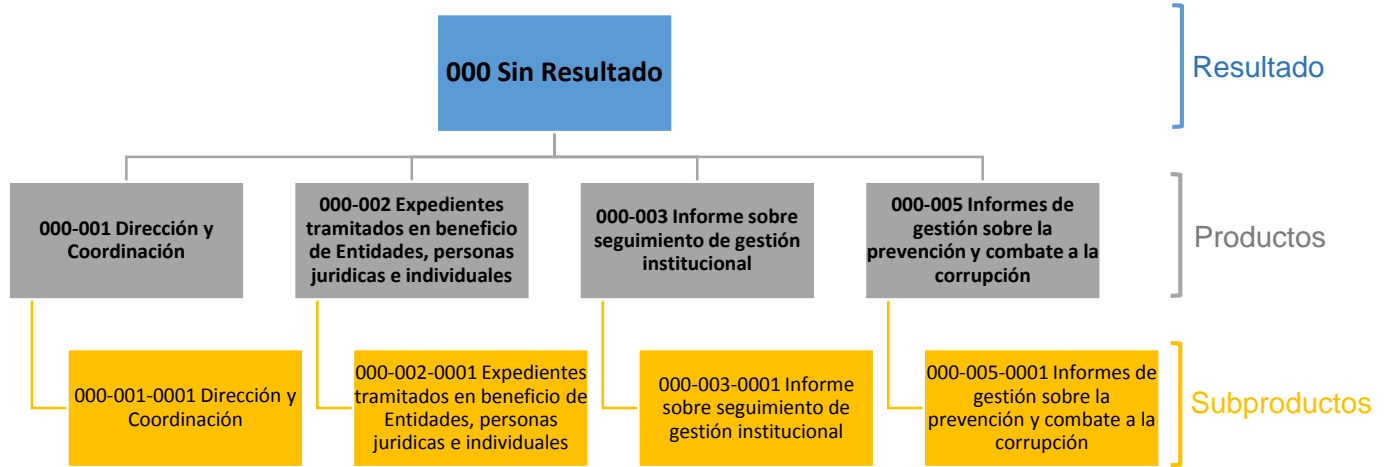 000 Sin Resultado
Resultado
000-001 Dirección y
Coordinación
000-002 Expedientes
tramitados en beneficio
de Entidades, personas
juridicas e individuales
000-003 Informe sobre
seguimiento de gestión
institucional
000-005 Informes de
gestión sobre la
prevención y combate a la
corrupción
Productos
000-001-0001 Dirección y
Coordinación
000-002-0001 Expedientes
tramitados en beneficio de
Entidades, personas
juridicas e individuales
000-003-0001 Informe
sobre seguimiento de
gestión institucional
000-005-0001 Informes de
gestión sobre la
prevención y combate a la
corrupción
Subproductos